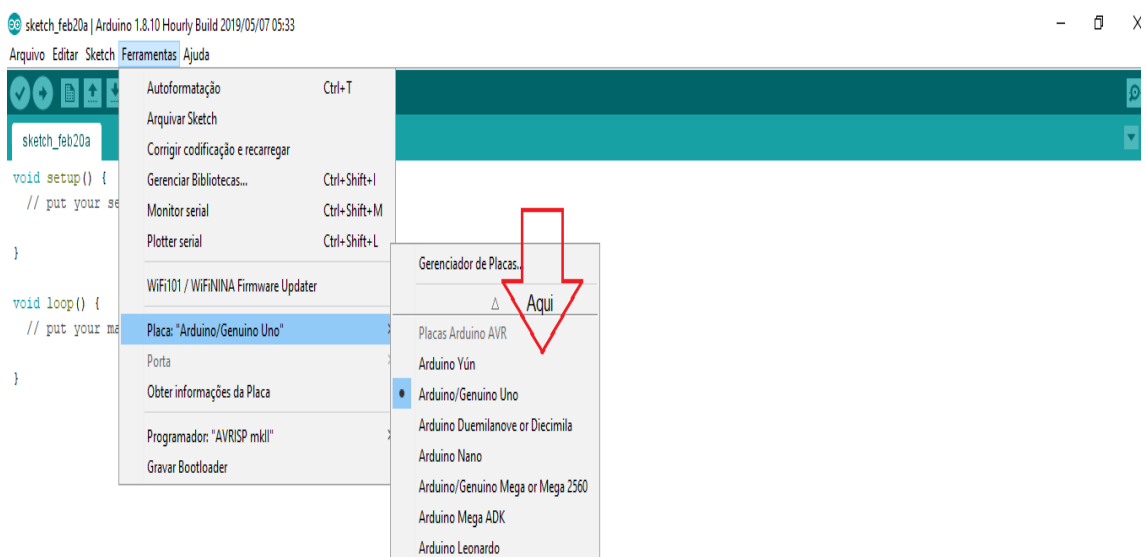 sketch_feb20a | Arduino 1.8.10 Hourly Build 2019/05/07 05:33
Arquivo Editar Sketch Ferramentas Ajuda
sketch_feb20a
void setup() {
// put your se
}
void loop() {
// put your ma
}
Autoformatação Ctrl+T
Arquivar Sketch
Corrigir codificação e recarregar
Gerenciar Bibliotecas... Ctrl+Shift+I
Monitor serial Ctrl+Shift+M
Plotter serial Ctrl+Shift+L
WiFi101 / WiFiNINA Firmware Updater
Placa: "Arduino/Genuino Uno"
Porta
Obter informações da Placa
Programador: "AVRISP mkII"
Gravar Bootloader
Gerenciador de Placas...
Aqui
Placas Arduino AVR
Arduino Yún
Arduino/Genuino Uno
Arduino Duemilanove or Diecimila
Arduino Nano
Arduino/Genuino Mega or Mega 2560
Arduino Mega ADK
Arduino Leonardo